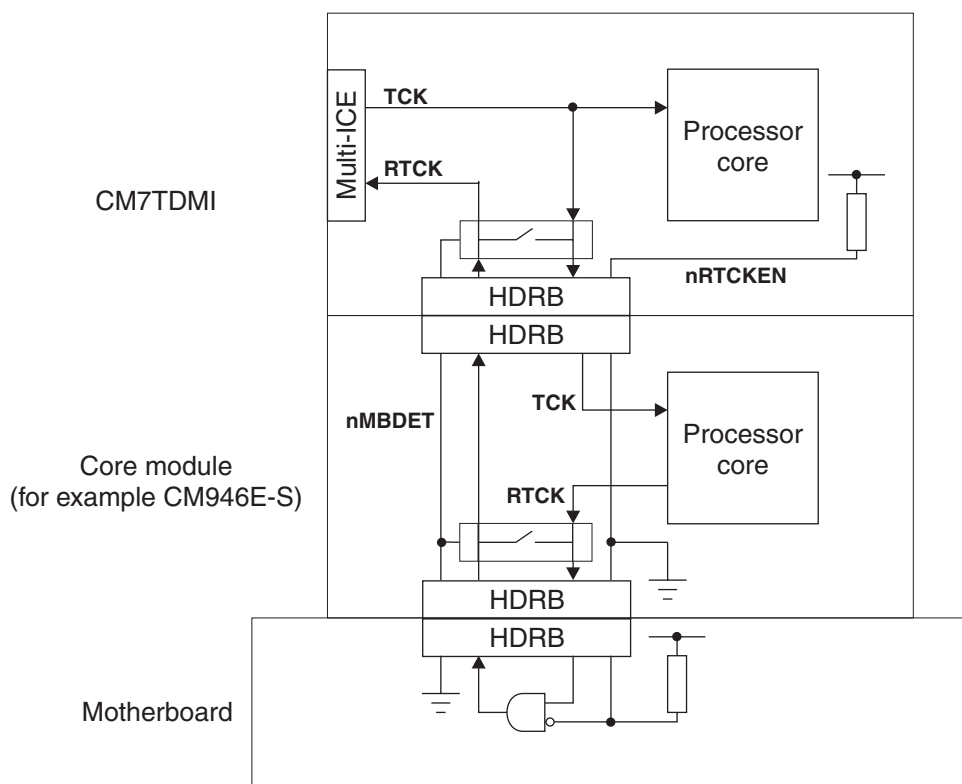 Multi-ICE
TCK
RTCK
Processor
core
CM7TDMI
nRTCKEN
HDRB
HDRB
nMBDET
TCK
Processor
core
Core module
(for example CM946E-S)
RTCK
HDRB
HDRB
Motherboard